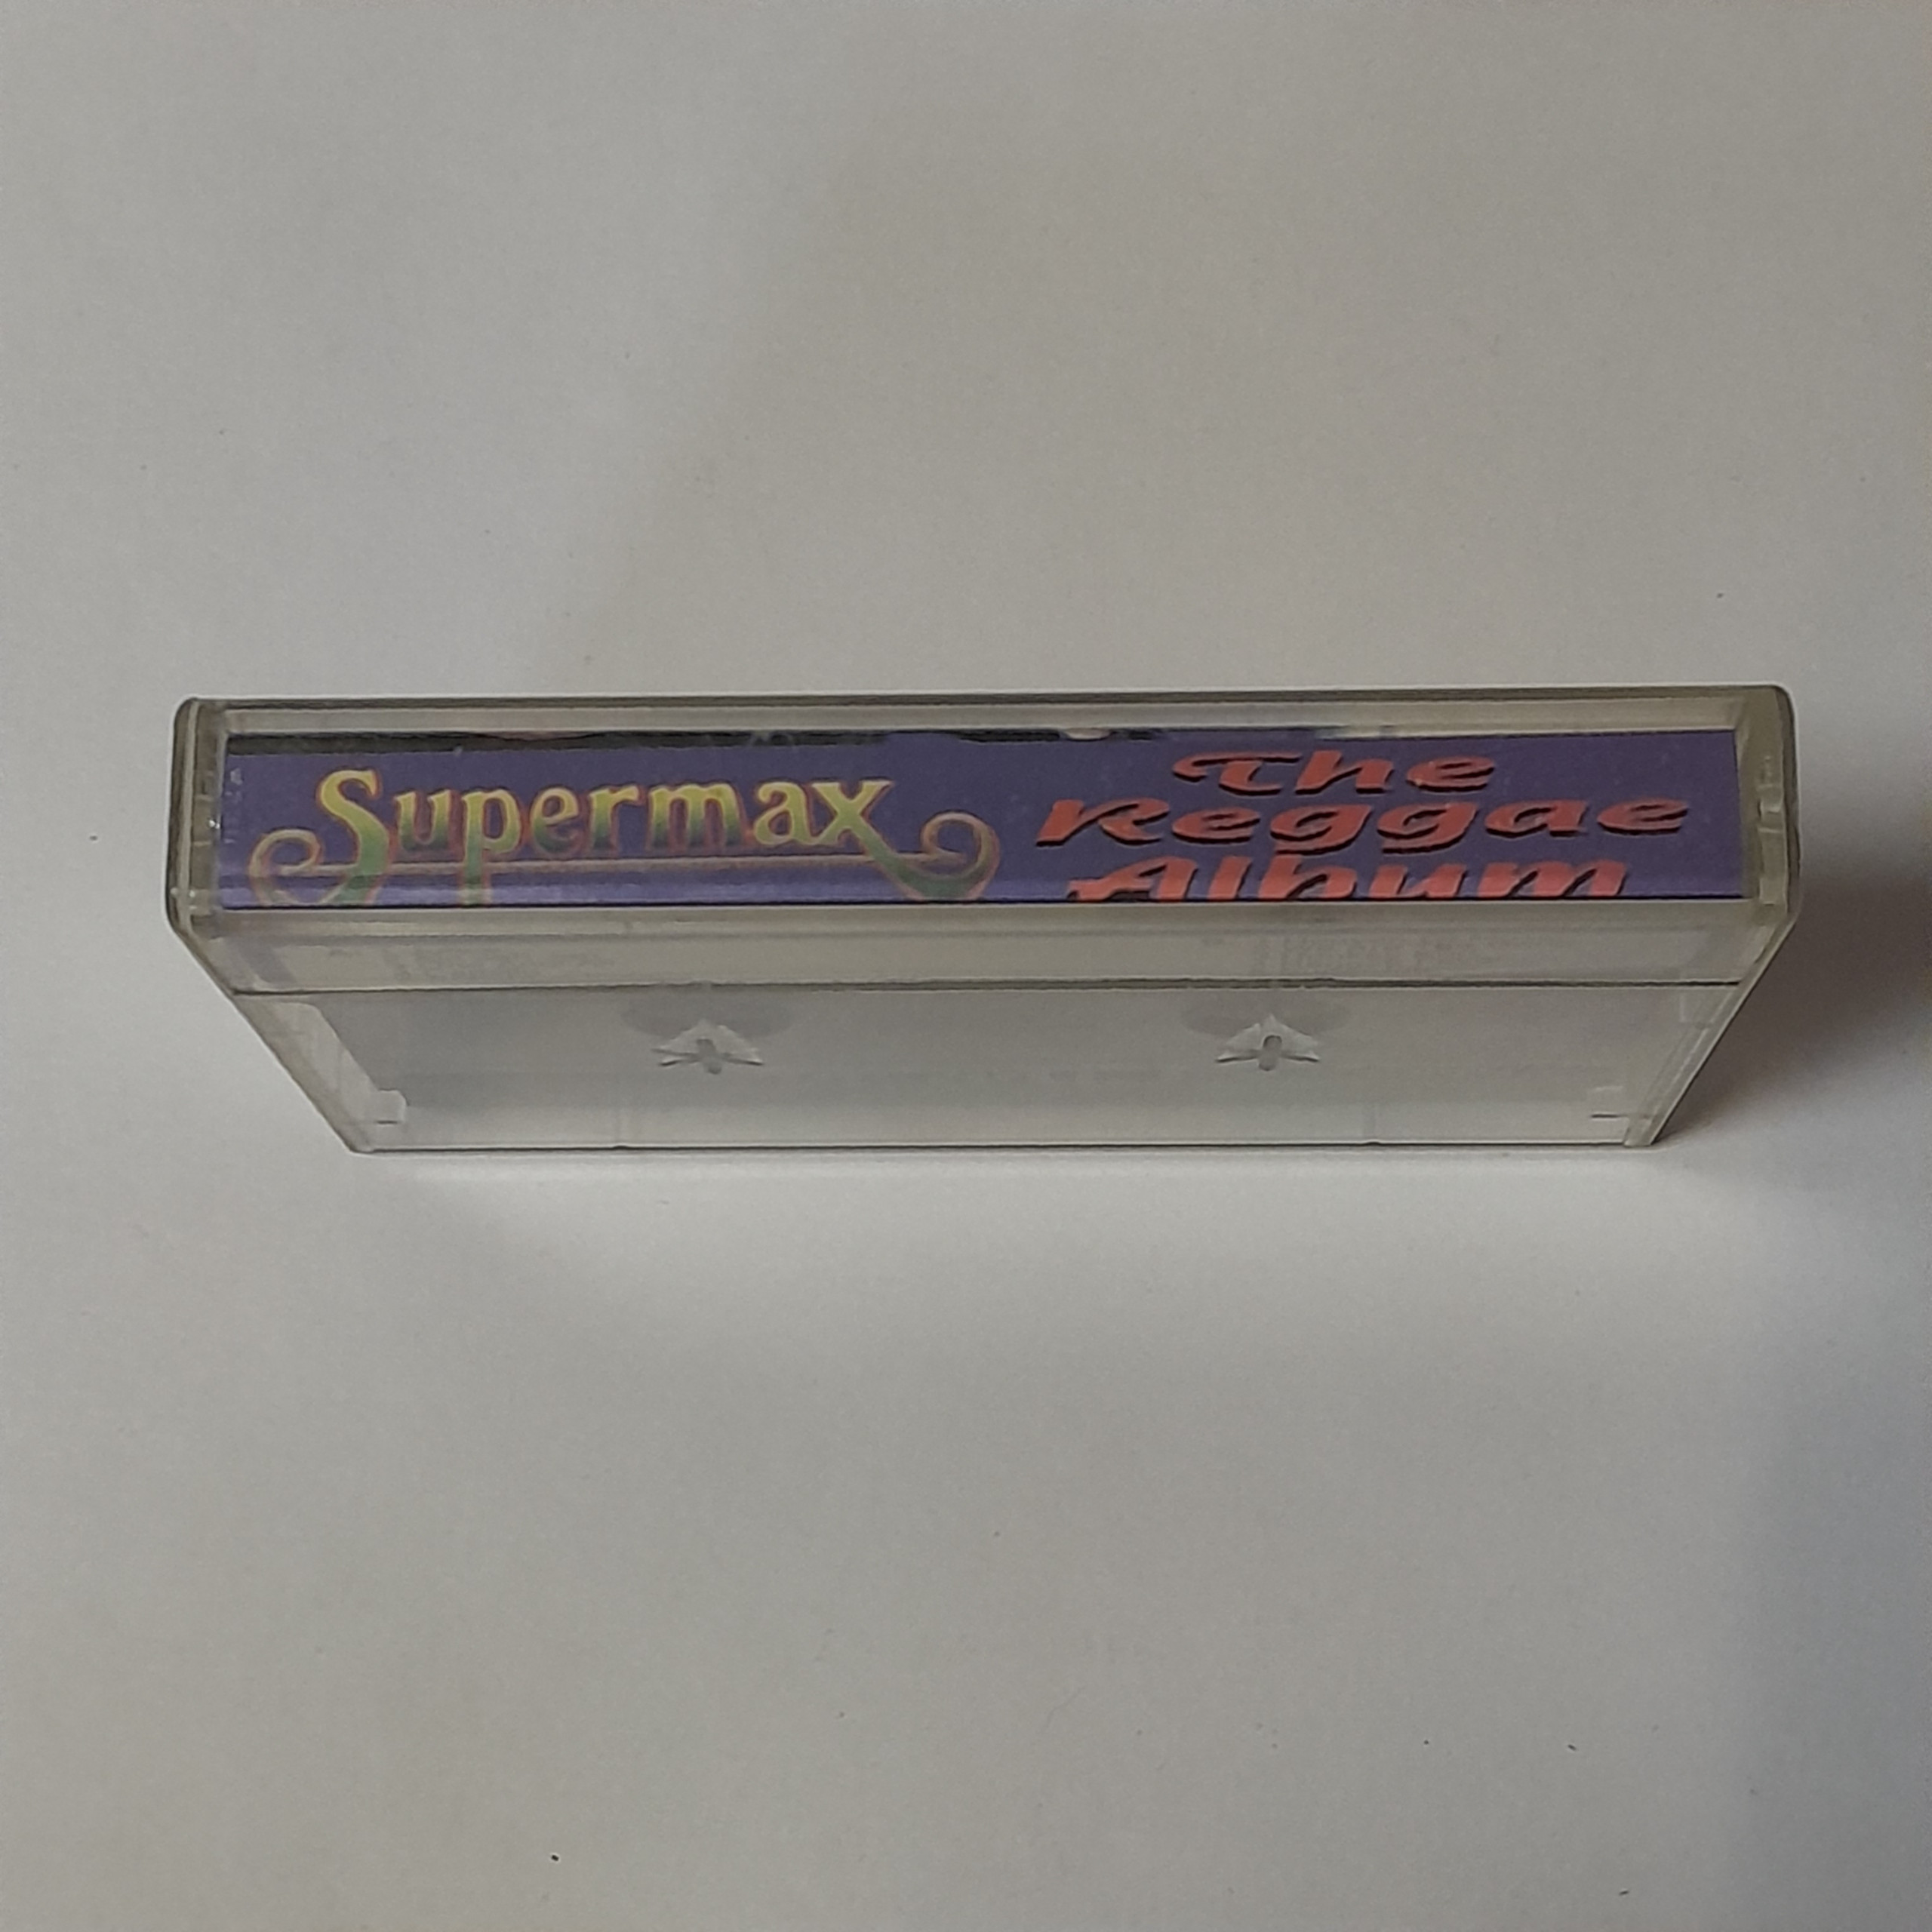 Supermax
The
Reggae
Album